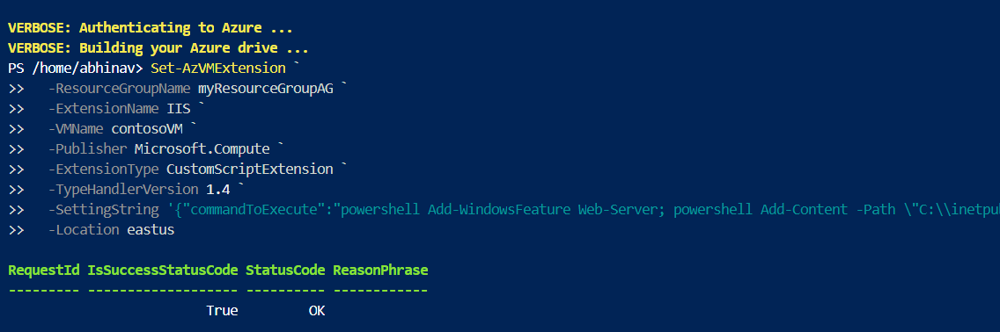 VERBOSE: Authenticating to Azure ...
VERBOSE: Building your Azure drive ...
PS /home/abhinav> Set-AzVMExtension `
>>   -ResourceGroupName myResourceGroupAG `
>>   -ExtensionName IIS `
>>   -VMName contosoVM `
>>   -Publisher Microsoft.Compute `
>>   -ExtensionType CustomScriptExtension `
>>   -TypeHandlerVersion 1.4 `
>>   -SettingString '{"commandToExecute":"powershell Add-WindowsFeature Web-Server; powershell Add-Content -Path \"C:\\inetpu
>>   -Location eastus
RequestId IsSuccessStatusCode StatusCode ReasonPhrase
--------- ------------------- ---------- ------------
True OK